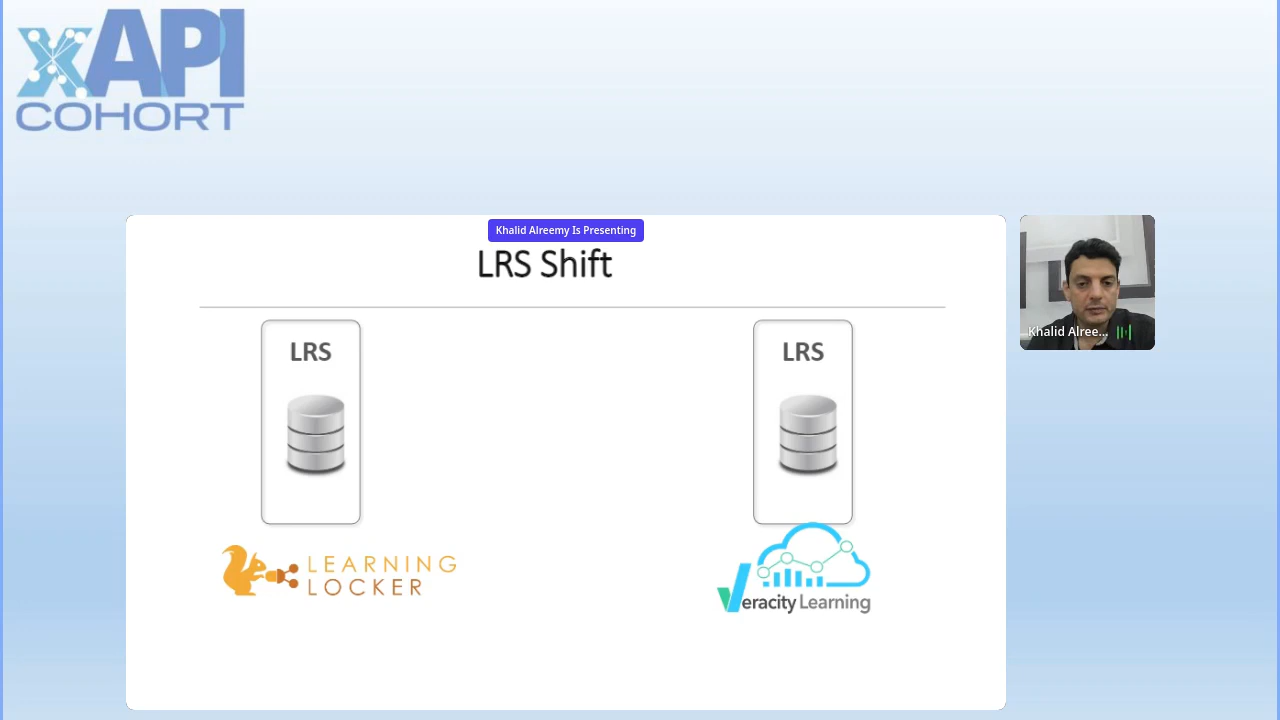 xAPI
COHORT
Khalid Alreemy Is Presenting
LRS Shift
LRS
LRS
LEARNING
LOCKER
Veracity Learning
Khalid Alree...